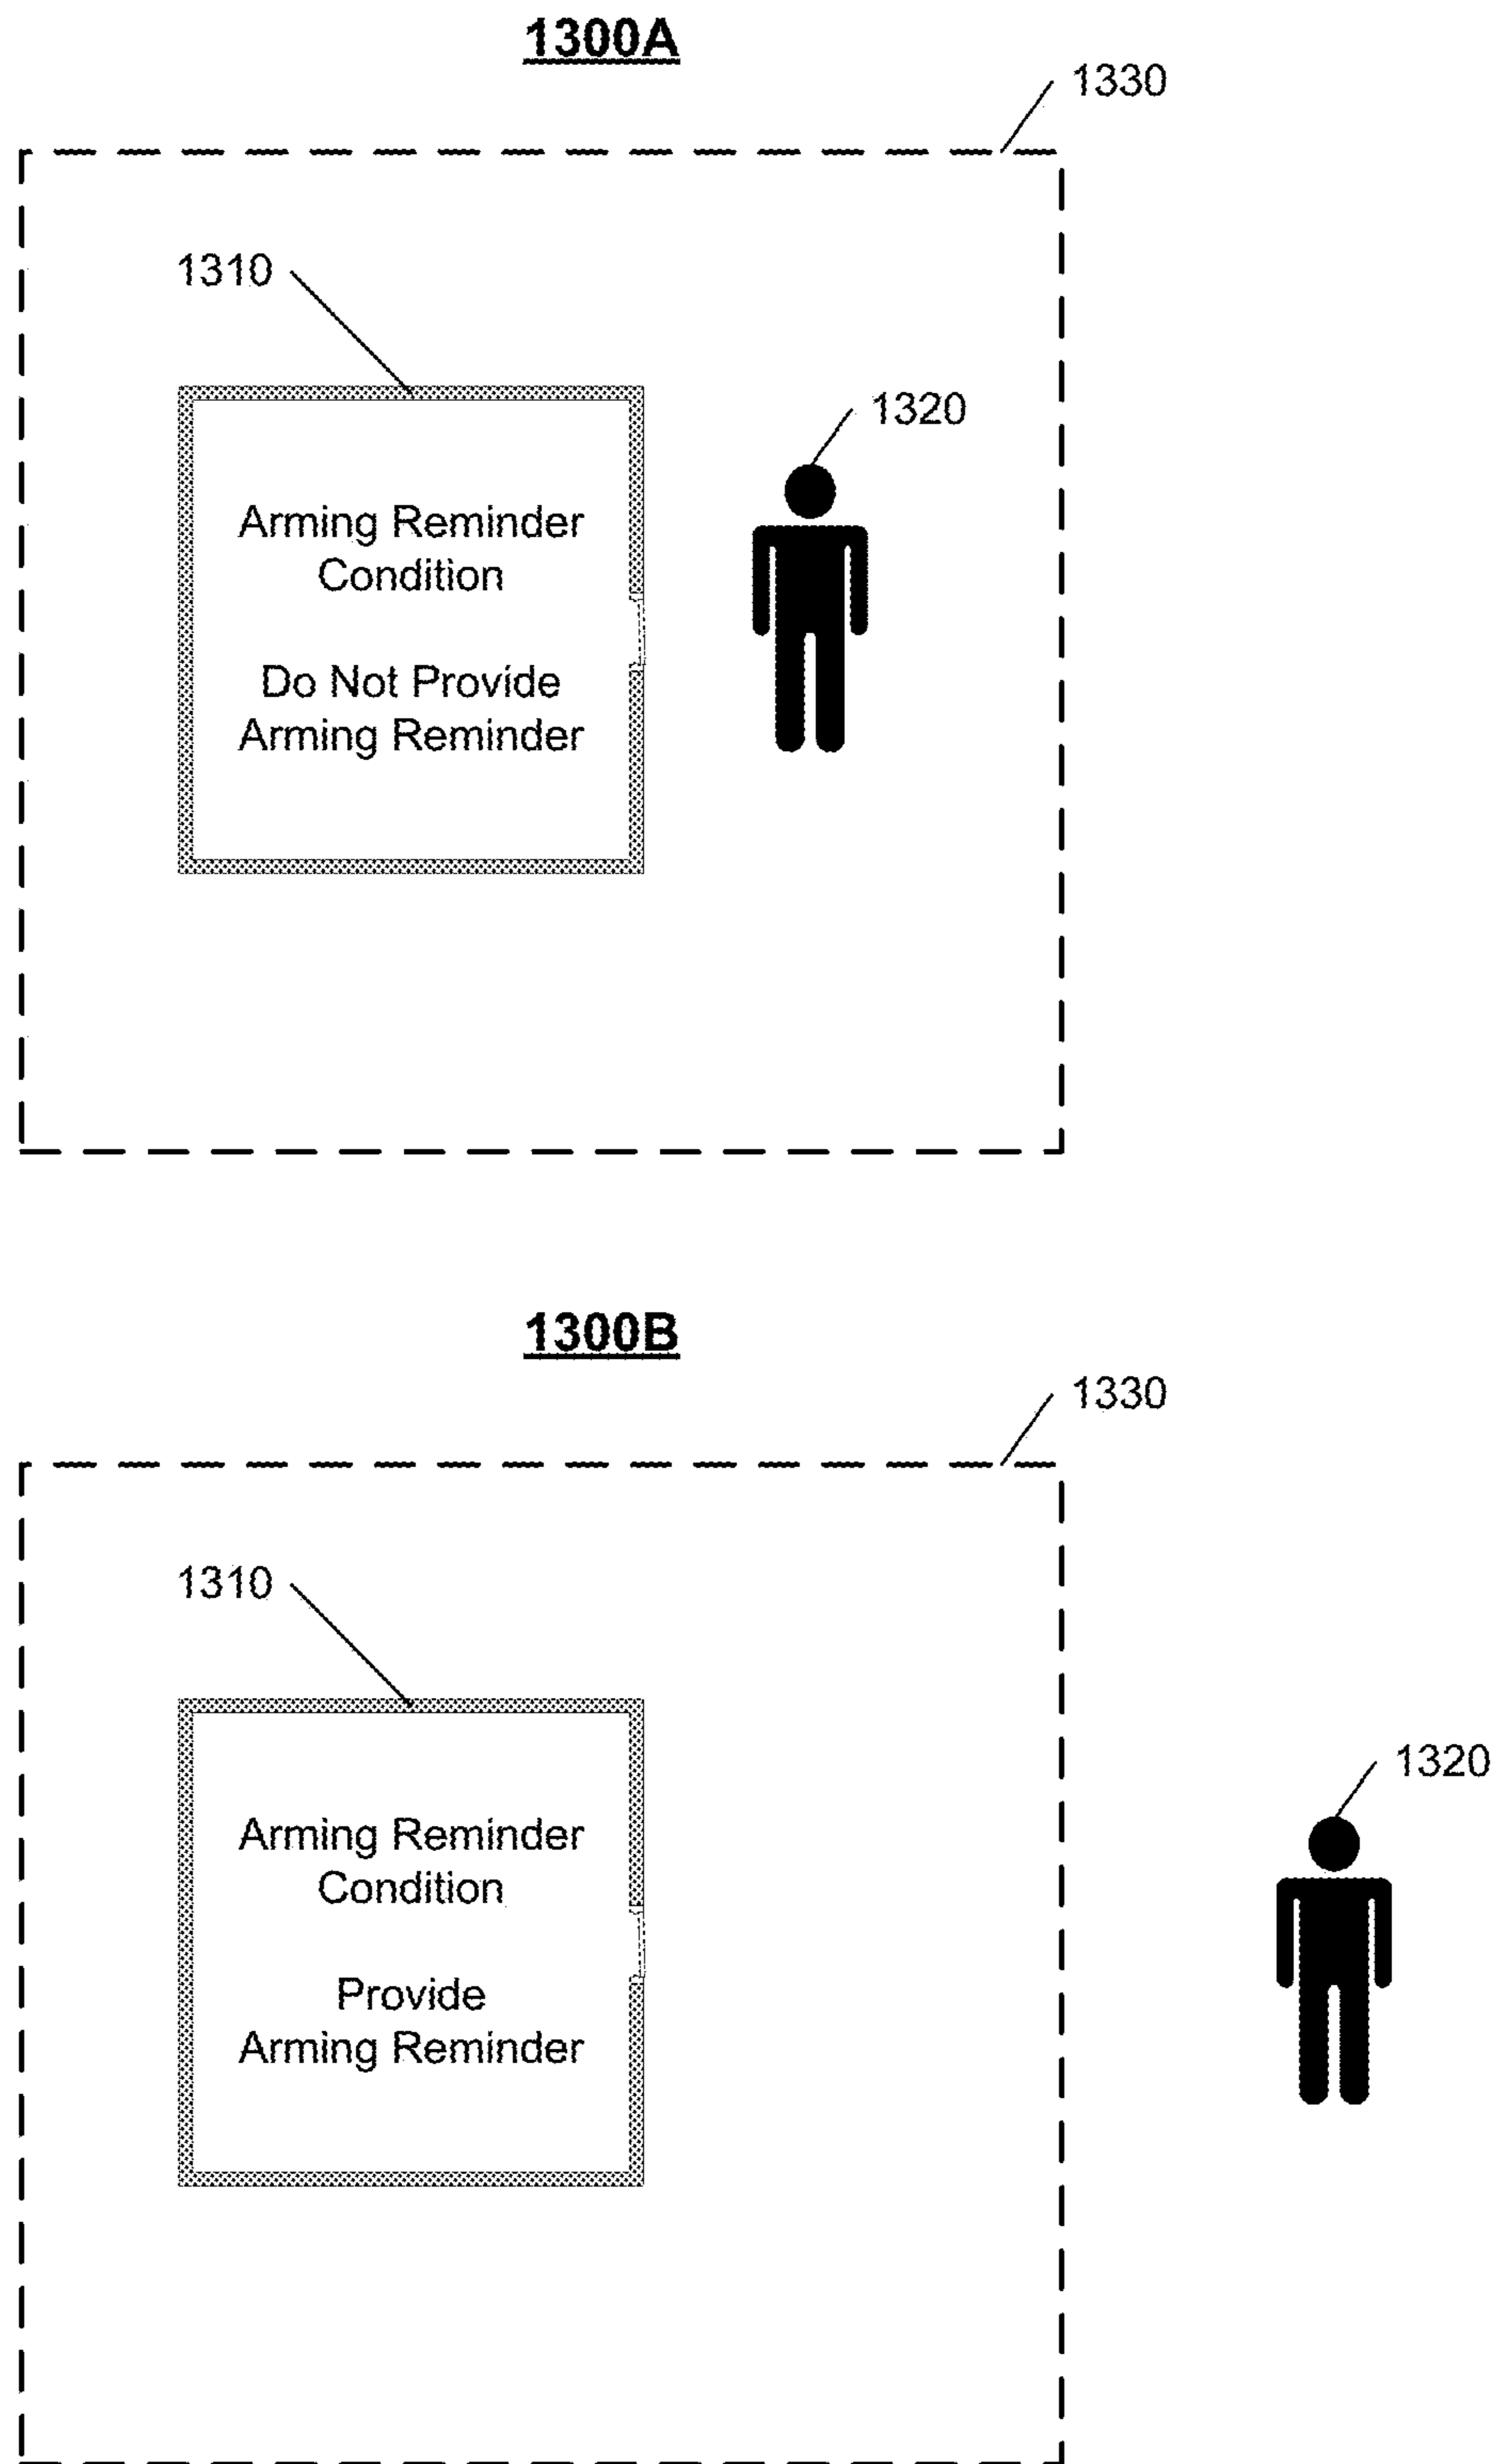 1300A
1330
1310
1320
Arming Reminder
Condition
Do Not Provide
Arming Reminder
1300B
1330
1310
1320
Arming Reminder
Condition
Provide
Arming Reminder